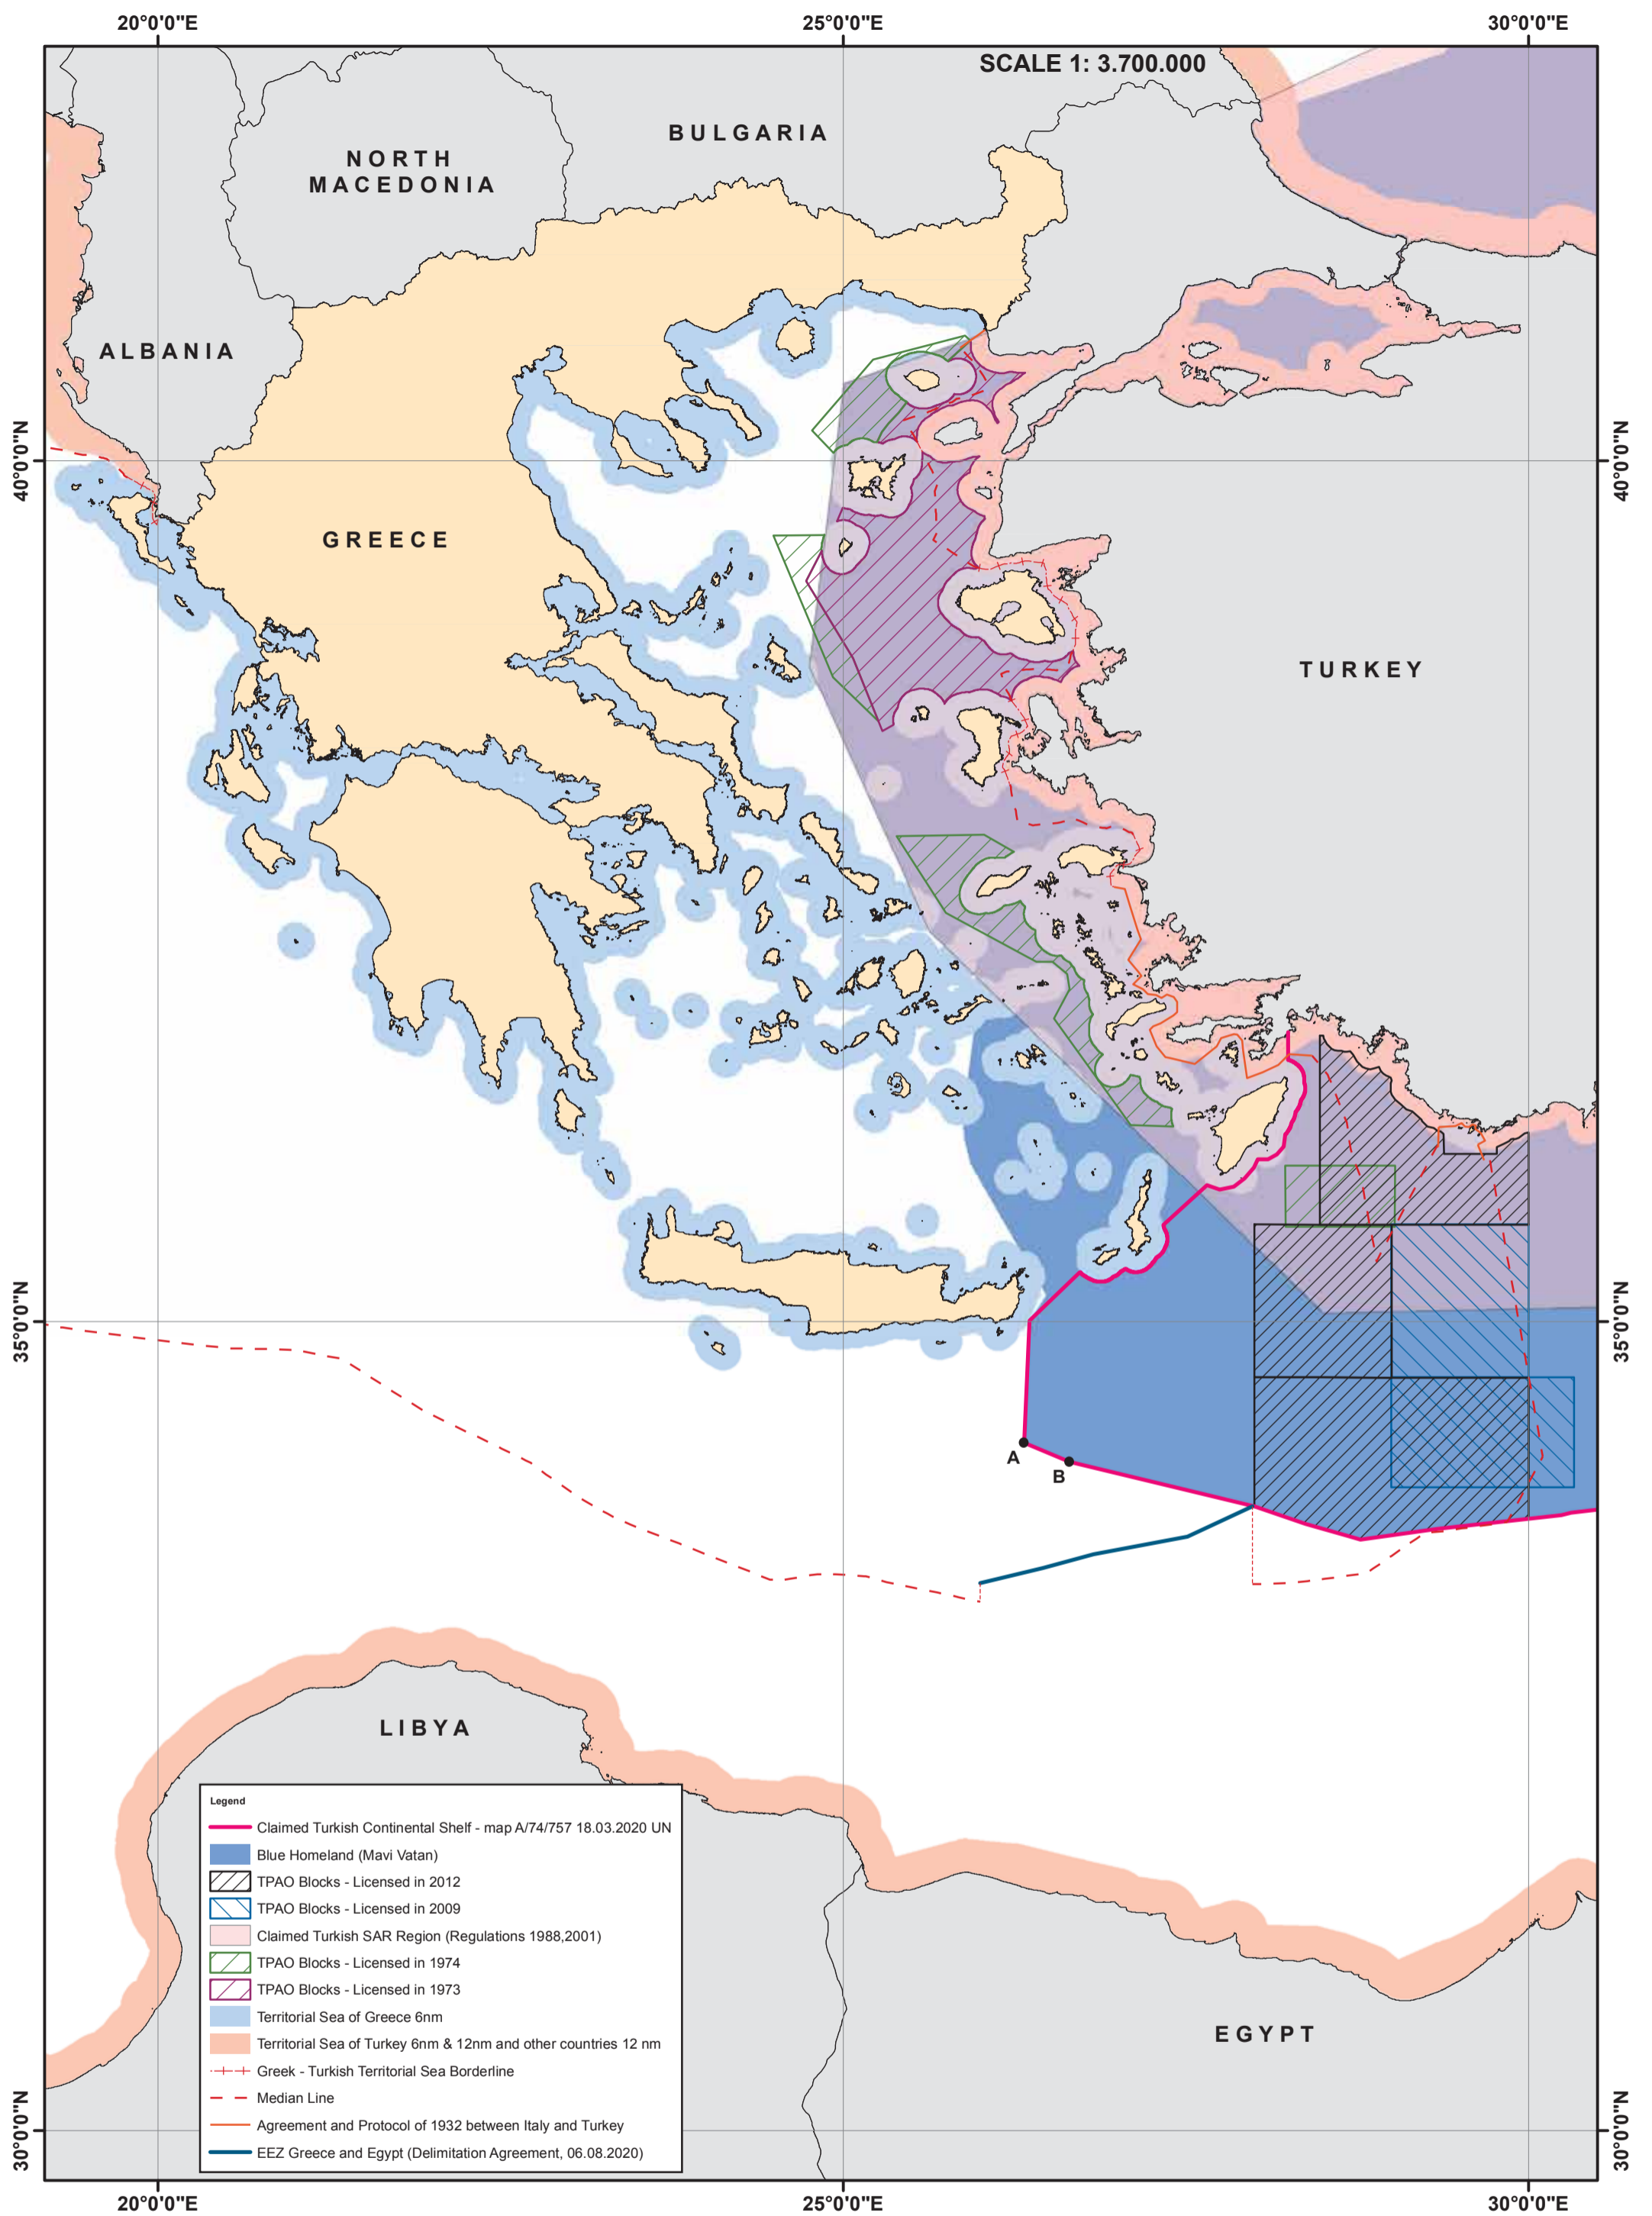 20°0'0"E 25°0'0"E 30°0'0"E
SCALE 1: 3.700.000
BULGARIA
NORTH
MACEDONIA
ALBANIA
40°0'0"N 40°0'0"N
GREECE
TURKEY
35°0'0"N 35°0'0"N
A
B
LIBYA
Legend
Claimed Turkish Continental Shelf - map A/74/757 18.03.2020 UN
Blue Homeland (Mavi Vatan)
TPAO Blocks - Licensed in 2012
TPAO Blocks - Licensed in 2009
Claimed Turkish SAR Region (Regulations 1988,2001)
TPAO Blocks - Licensed in 1974
TPAO Blocks - Licensed in 1973
Territorial Sea of Greece 6nm
Territorial Sea of Turkey 6nm & 12nm and other countries 12 nm
Greek - Turkish Territorial Sea Borderline
Median Line
Agreement and Protocol of 1932 between Italy and Turkey
EEZ Greece and Egypt (Delimitation Agreement, 06.08.2020)
EGYPT
30°0'0"N 30°0'0"N
20°0'0"E 25°0'0"E 30°0'0"E